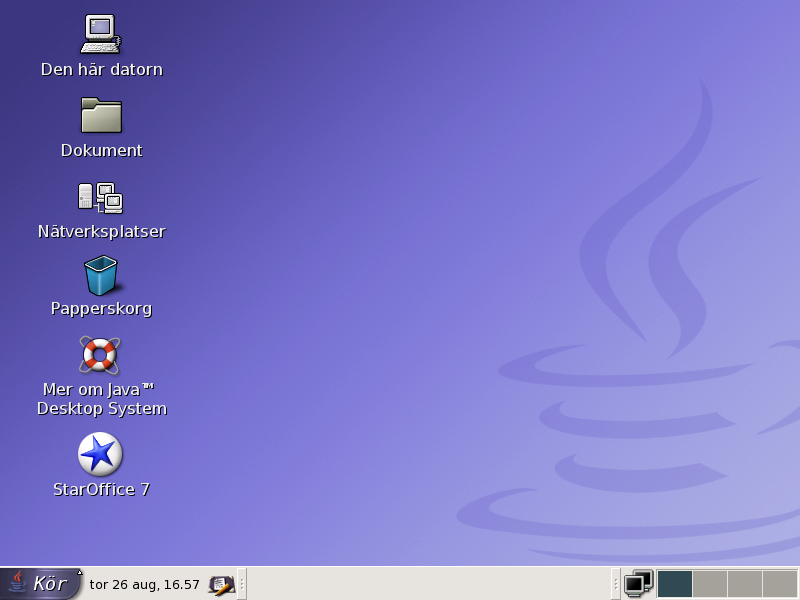 Den här datorn
Dokument
Nätverksplatser
Papperskorg
Mer om Java™
Desktop System
StarOffice 7
Kör
tor 26 aug, 16.57